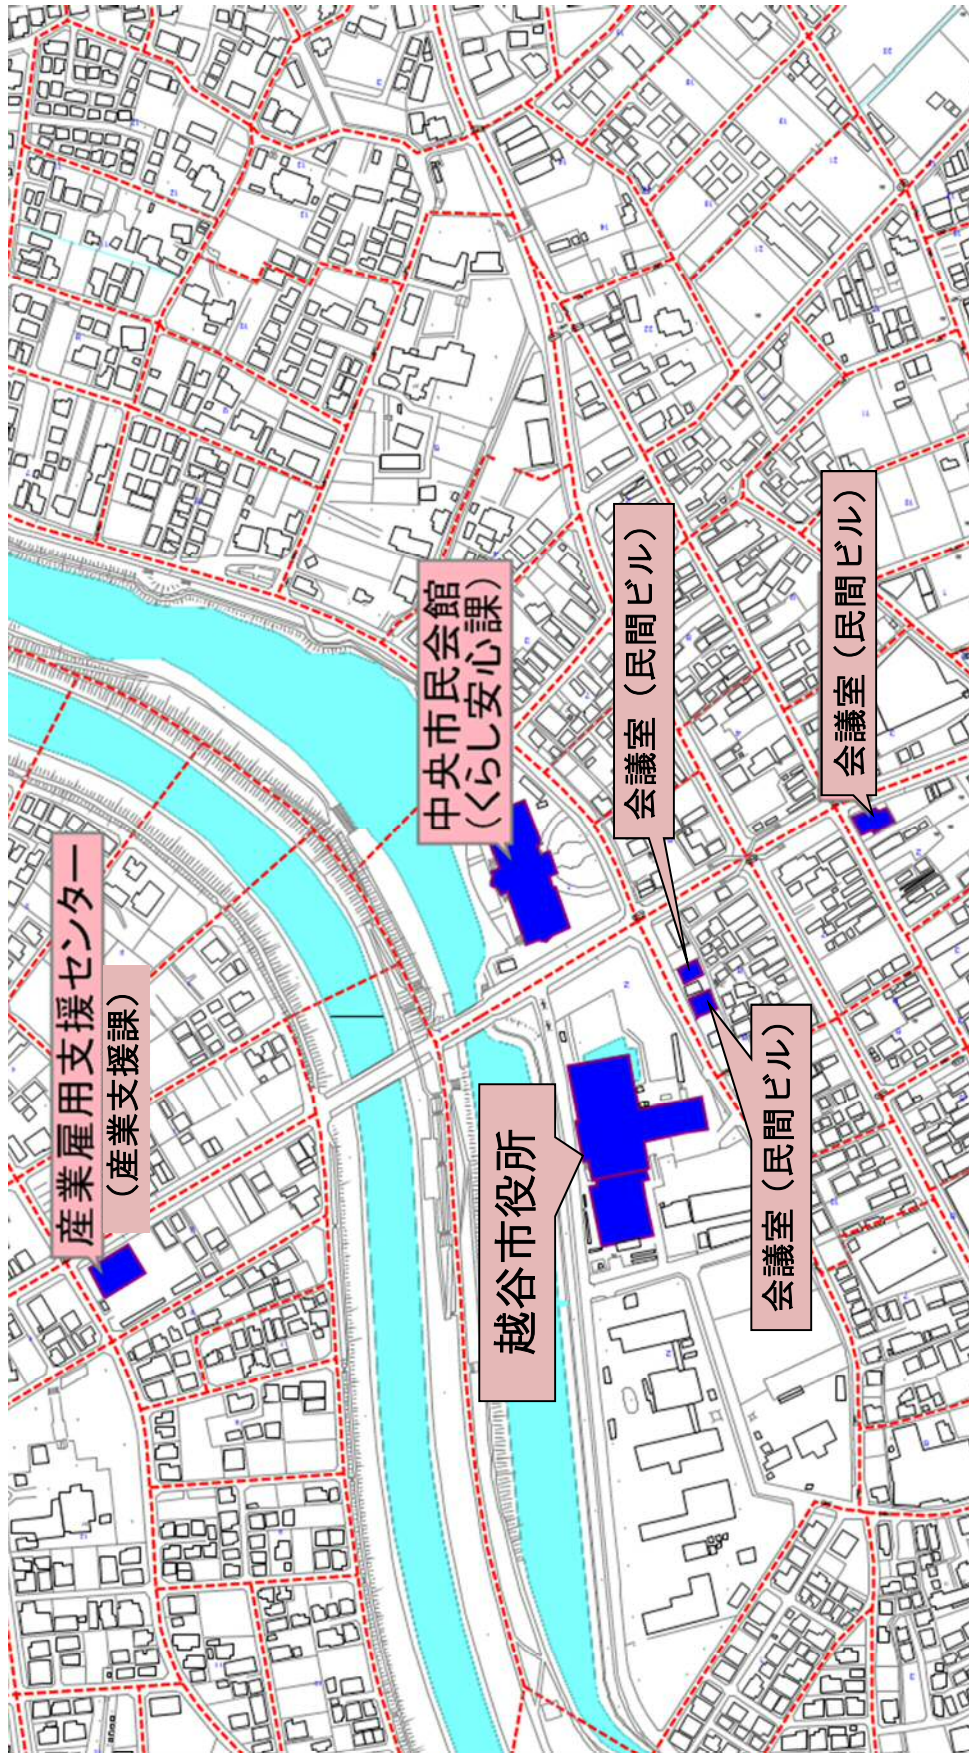 産業雇用支援センター
（産業支援課）
中央市民会館
（くらし安心課）
越谷市役所
会議室（民間ビル）
会議室（民間ビル）
会議室（民間ビル）